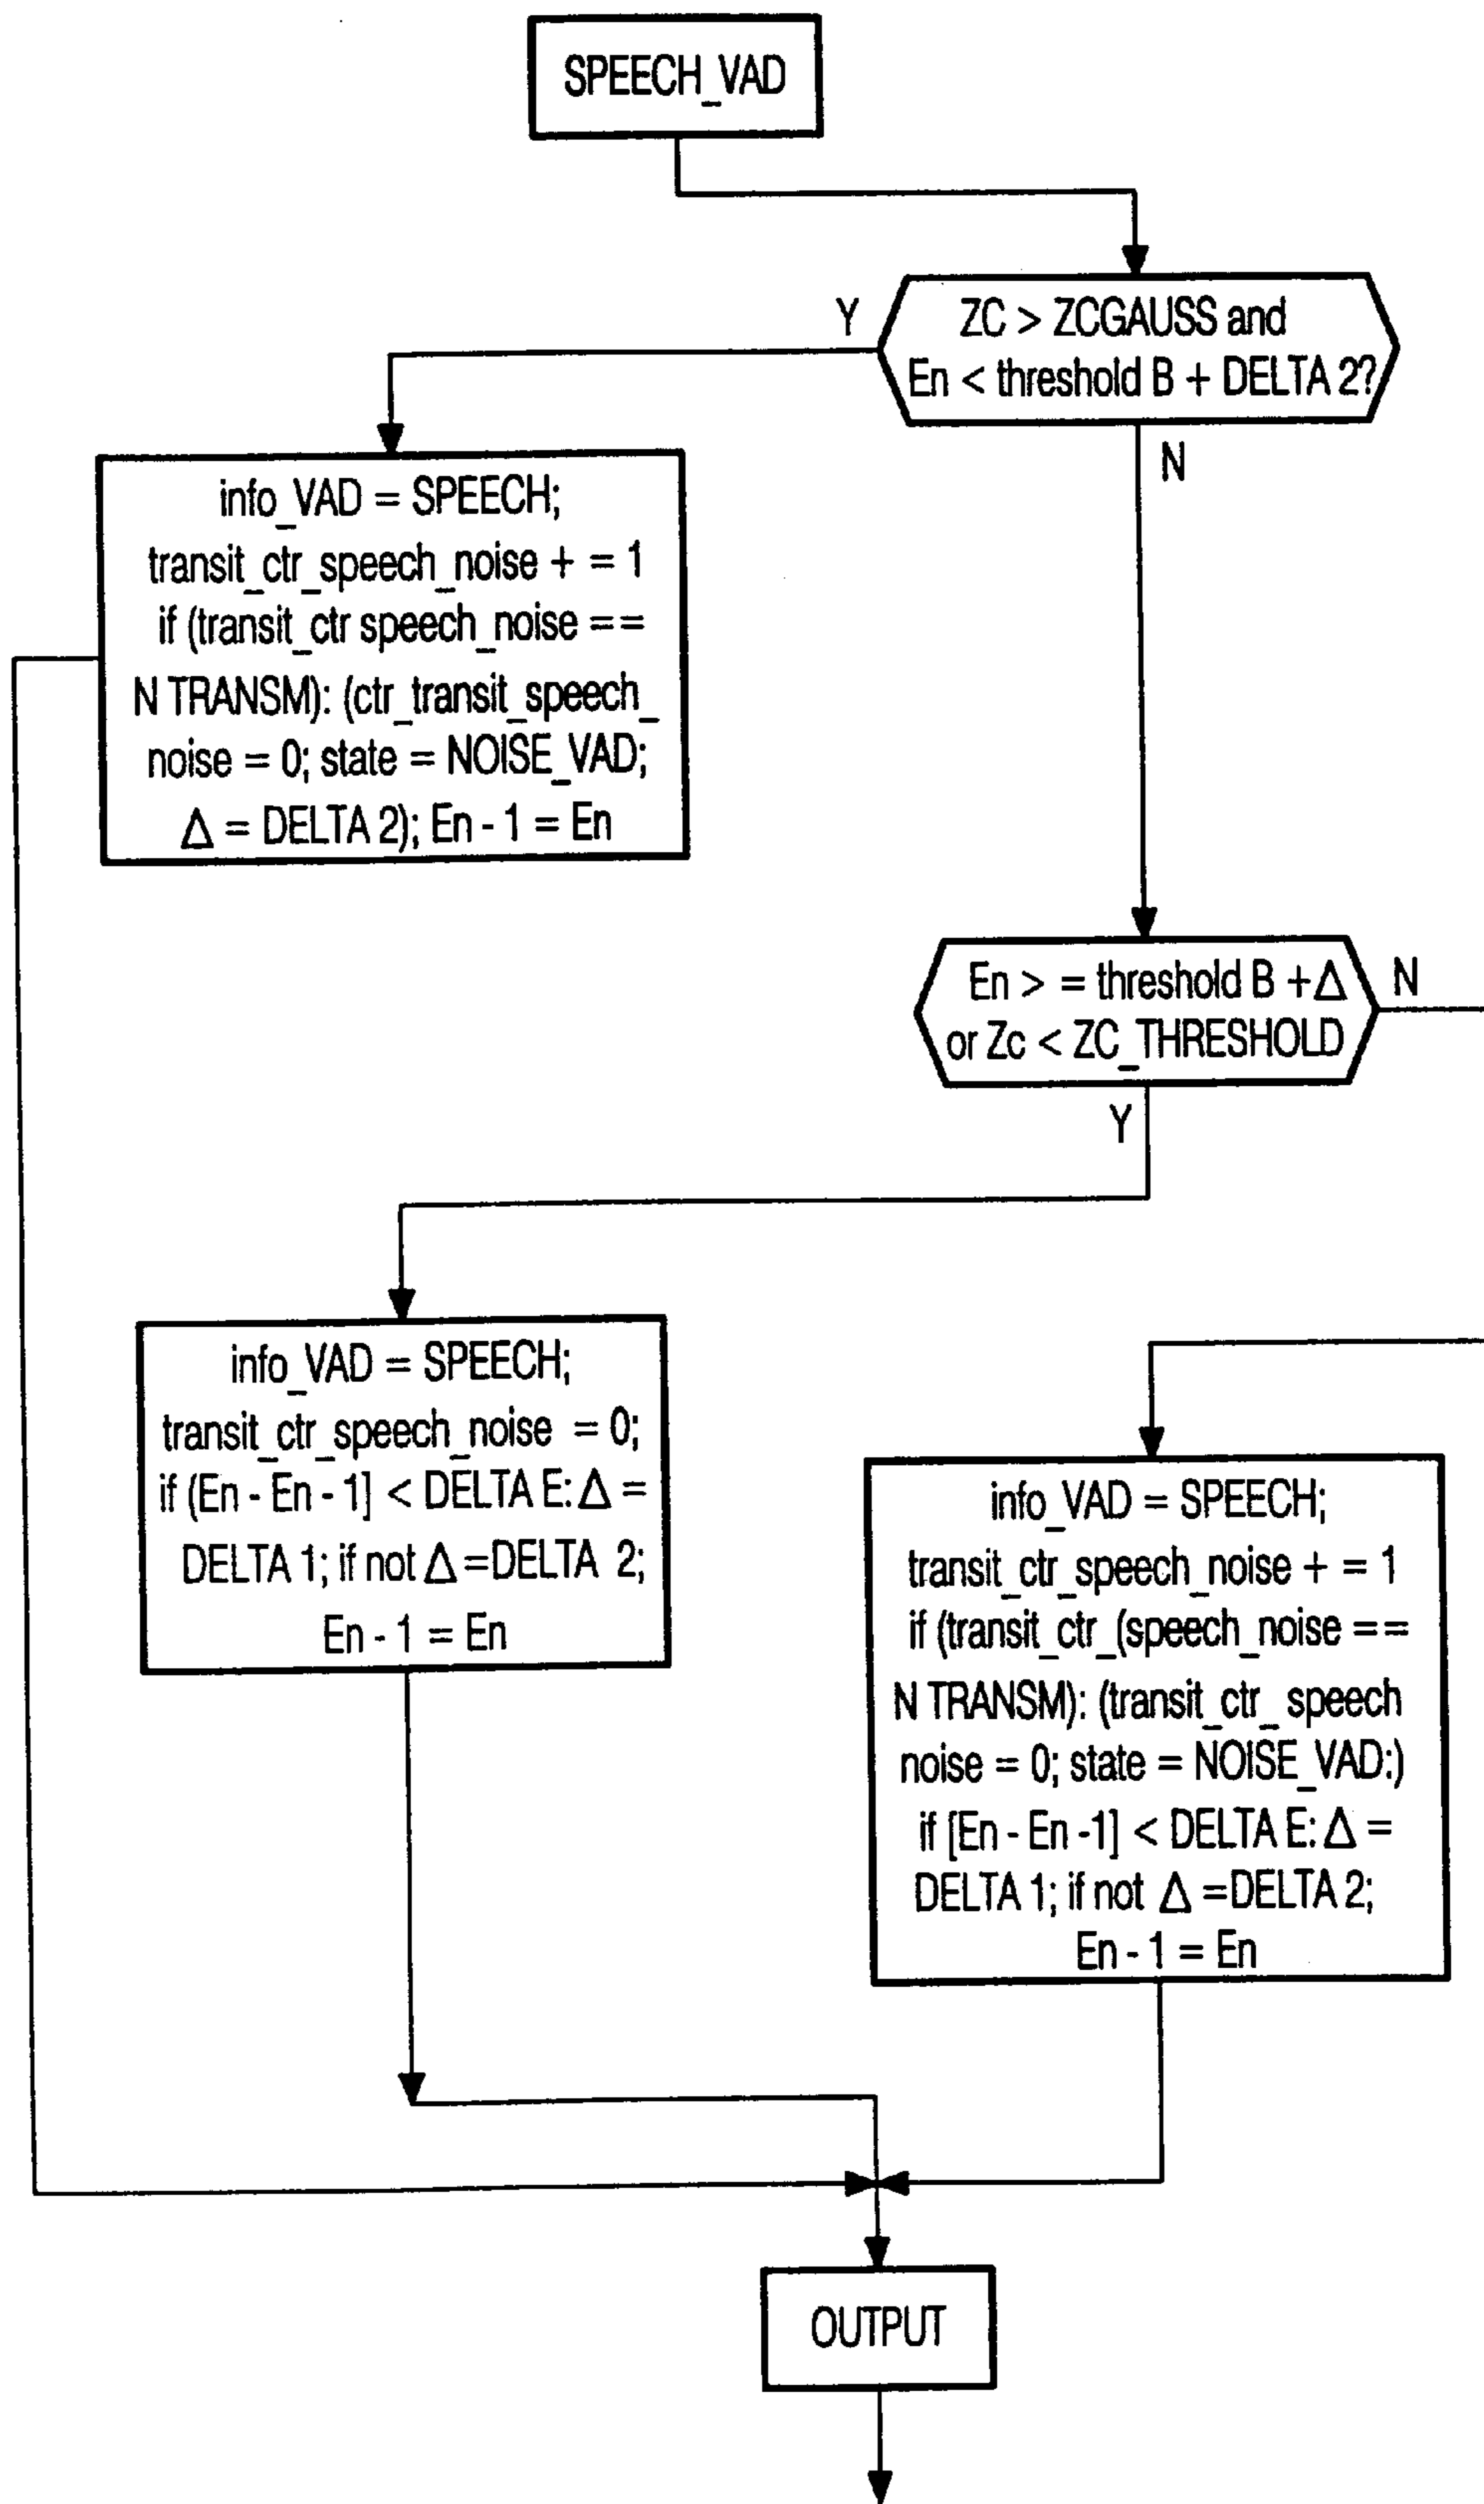 SPEECH_VAD
Y
ZC > ZCGAUSS and
En < threshold B + DELTA 2?
N
info_VAD = SPEECH;
transit_ctr_speech_noise + = 1
if (transit_ctr speech_noise ==
N TRANSM): (ctr_transit_speech_
noise = 0; state = NOISE_VAD;
Δ = DELTA 2); En - 1 = En
En > = threshold B +Δ
or Zc < ZC_THRESHOLD
N
Y
info_VAD = SPEECH;
transit_ctr_speech_noise = 0;
if (En - En - 1] < DELTA E: Δ =
DELTA 1; if not Δ =DELTA 2;
En - 1 = En
info_VAD = SPEECH;
transit_ctr_speech_noise + = 1
if (transit_ctr_(speech_noise ==
N TRANSM): (transit_ctr_ speech
noise = 0; state = NOISE_VAD:)
if [En - En -1] < DELTA E: Δ =
DELTA 1; if not Δ =DELTA 2;
En - 1 = En
OUTPUT